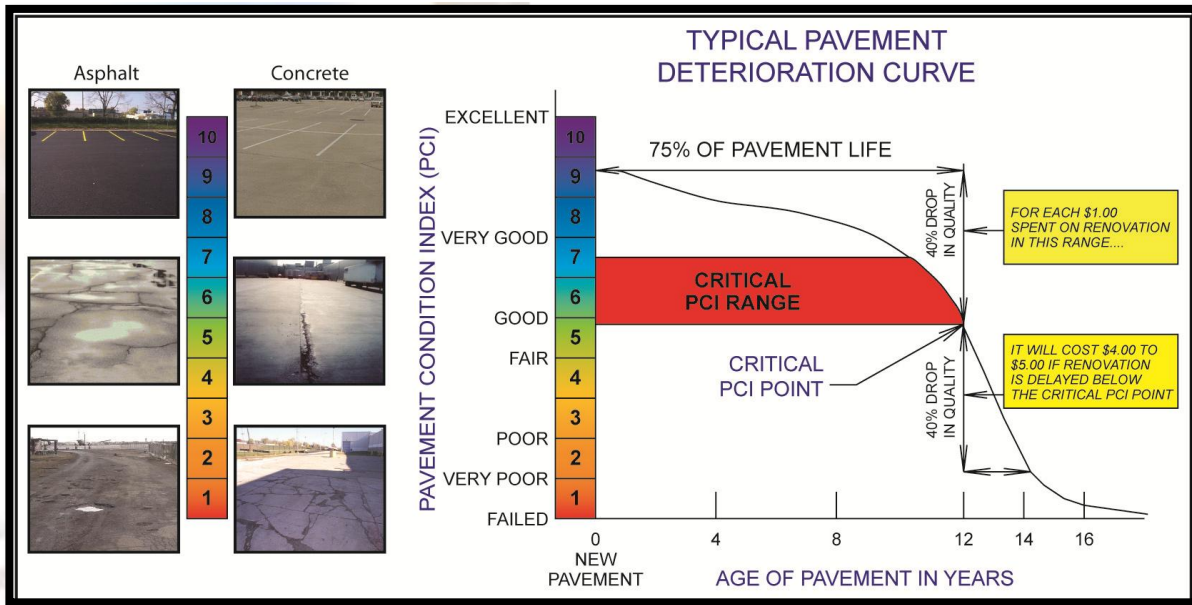 Asphalt
Concrete
10
9
8
7
6
5
4
3
2
1
TYPICAL PAVEMENT
DETERIORATION CURVE
PAVEMENT CONDITION INDEX (PCI)
EXCELLENT
VERY GOOD
GOOD
FAIR
POOR
VERY POOR
FAILED
10
9
8
7
6
5
4
3
2
1
75% OF PAVEMENT LIFE
40% DROP
IN QUALITY
FOR EACH $1.00
SPENT ON RENOVATION
IN THIS RANGE....
CRITICAL
PCI RANGE
CRITICAL
PCI POINT
40% DROP
IN QUALITY
IT WILL COST $4.00 TO
$5.00 IF RENOVATION
IS DELAYED BELOW
THE CRITICAL PCI POINT
0
4
8
12
14
16
NEW
PAVEMENT
AGE OF PAVEMENT IN YEARS